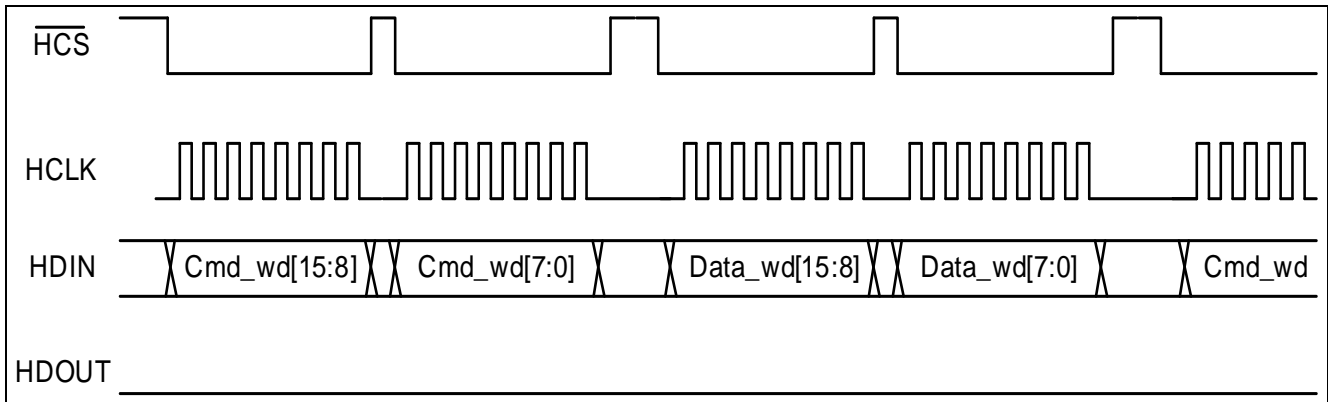 HCS
HCLK
HDIN Cmd_wd[15:8] Cmd_wd[7:0] Data_wd[15:8] Data_wd[7:0] Cmd_wd
HDOUT